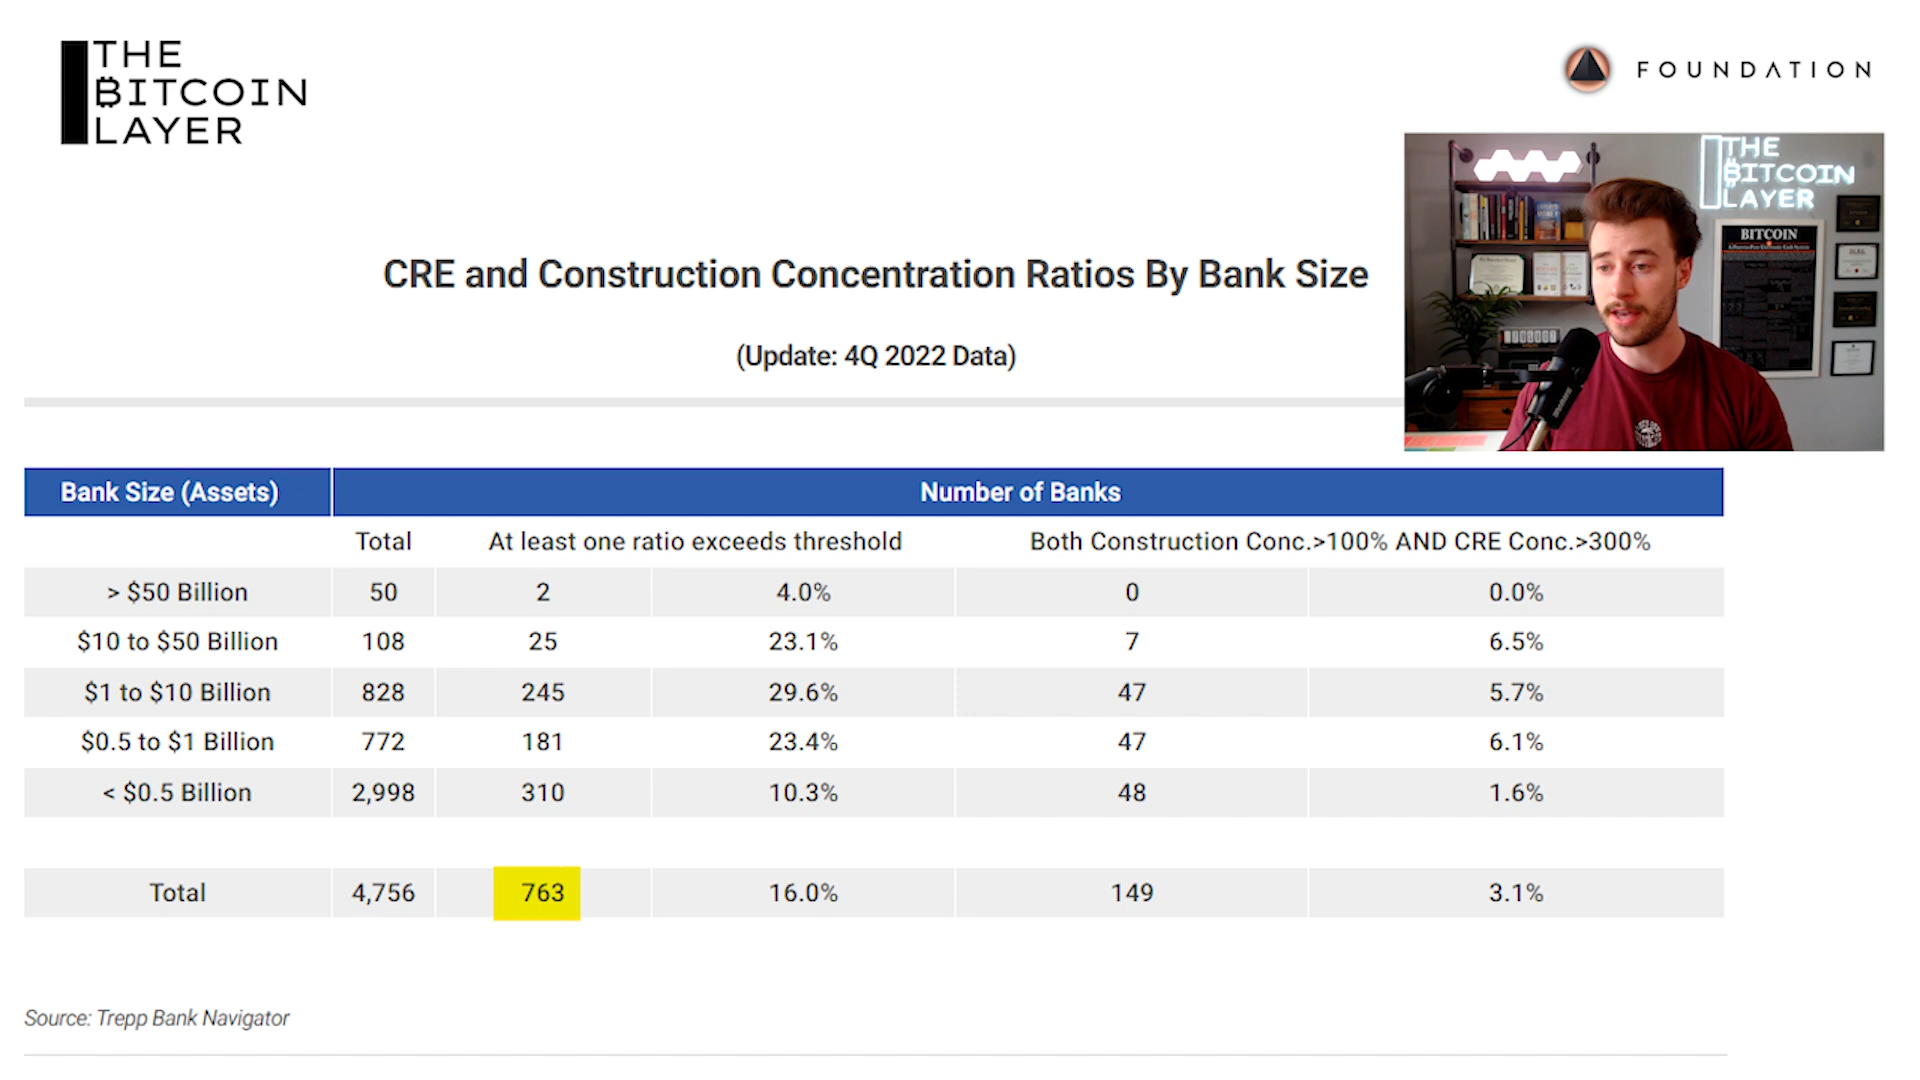 THE
BITCOIN
LAYER
FOUNDATION
THE
BITCOIN
LAYER
BITCOIN
CRE and Construction Concentration Ratios By Bank Size
(Update: 4Q 2022 Data)
Bank Size (Assets) Number of Banks
Total At least one ratio exceeds threshold Both Construction Conc.>100% AND CRE Conc.>300%
> $50 Billion 50 2 4.0% 0 0.0%
$10 to $50 Billion 108 25 23.1% 7 6.5%
$1 to $10 Billion 828 245 29.6% 47 5.7%
$0.5 to $1 Billion 772 181 23.4% 47 6.1%
< $0.5 Billion 2,998 310 10.3% 48 1.6%
Total 4,756 763 16.0% 149 3.1%
Source: Trepp Bank Navigator